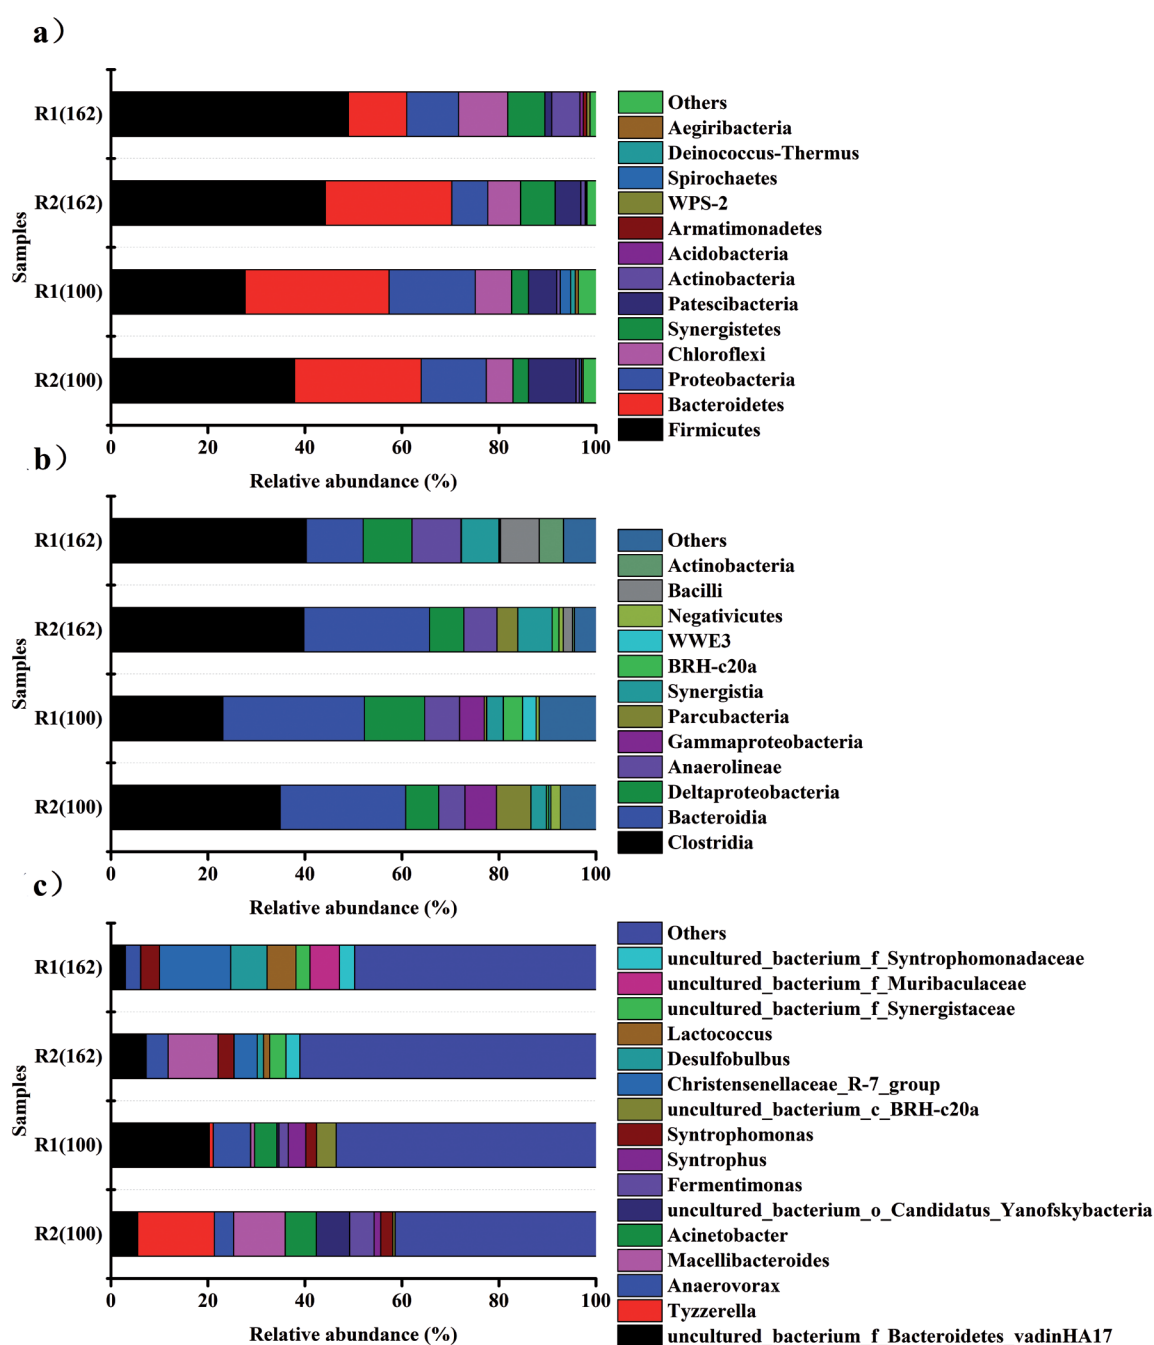 a）
Samples
R1(162)
R2(162)
R1(100)
R2(100)
0 20 40 60 80 100
Relative abundance (%)
Others
Aegiribacteria
Deinococcus-Thermus
Spirochaetes
WPS-2
Armatimonadetes
Acidobacteria
Actinobacteria
Patescibacteria
Synergistetes
Chloroflexi
Proteobacteria
Bacteroidetes
Firmicutes
b）
Samples
R1(162)
R2(162)
R1(100)
R2(100)
0 20 40 60 80 100
Relative abundance (%)
Others
Actinobacteria
Bacilli
Negativicutes
WWE3
BRH-c20a
Synergistia
Parcubacteria
Gammaproteobacteria
Anaerolineae
Deltaproteobacteria
Bacteroidia
Clostridia
c）
Samples
R1(162)
R2(162)
R1(100)
R2(100)
0 20 40 60 80 100
Relative abundance (%)
Others
uncultured_bacterium_f_Syntrophomonadaceae
uncultured_bacterium_f_Muribaculaceae
uncultured_bacterium_f_Synergistaceae
Lactococcus
Desulfobulbus
Christensenellaceae_R-7_group
uncultured_bacterium_c_BRH-c20a
Syntrophomonas
Syntrophus
Fermentimonas
uncultured_bacterium_o_Candidatus_Yanofskybacteria
Acinetobacter
Macellibacteroides
Anaerovorax
Tyzzerella
uncultured_bacterium_f_Bacteroidetes_vadinHA17